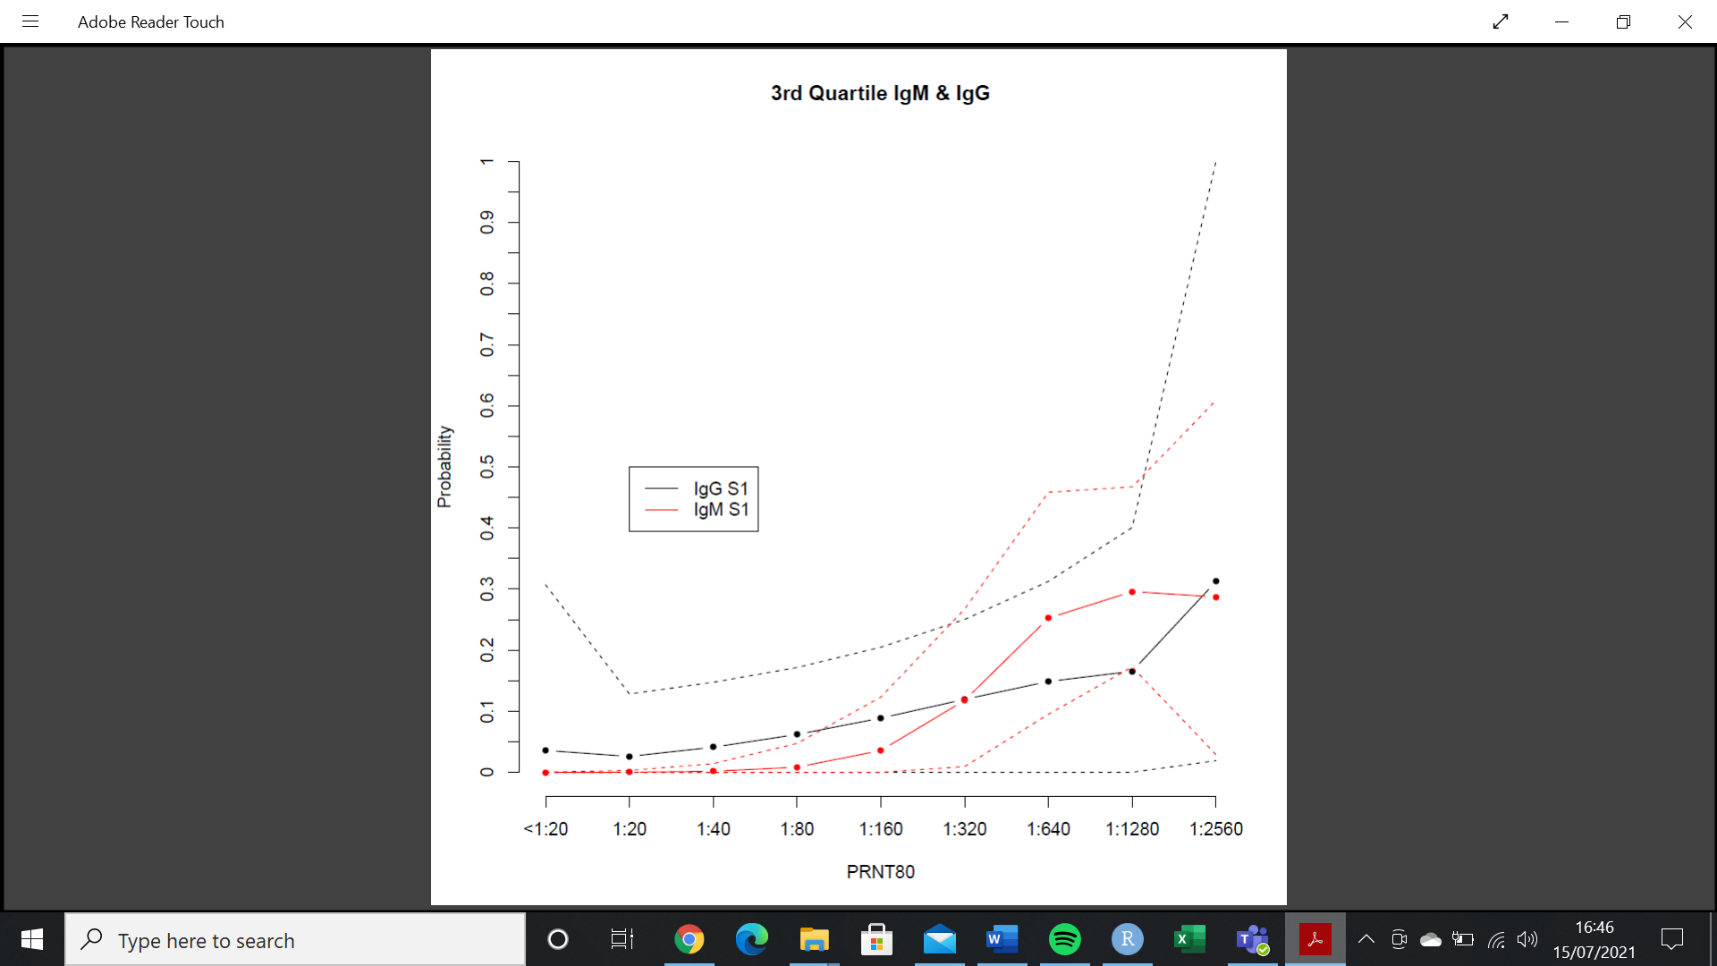 Adobe Reader Touch
3rd Quartile IgM & IgG
1
0.9
0.8
0.7
0.6
0.5
0.4
0.3
0.2
0.1
0
Probability
IgG S1
IgM S1
<1:20 1:20 1:40 1:80 1:160 1:320 1:640 1:1280 1:2560
PRNT80
Type here to search
16:46
15/07/2021